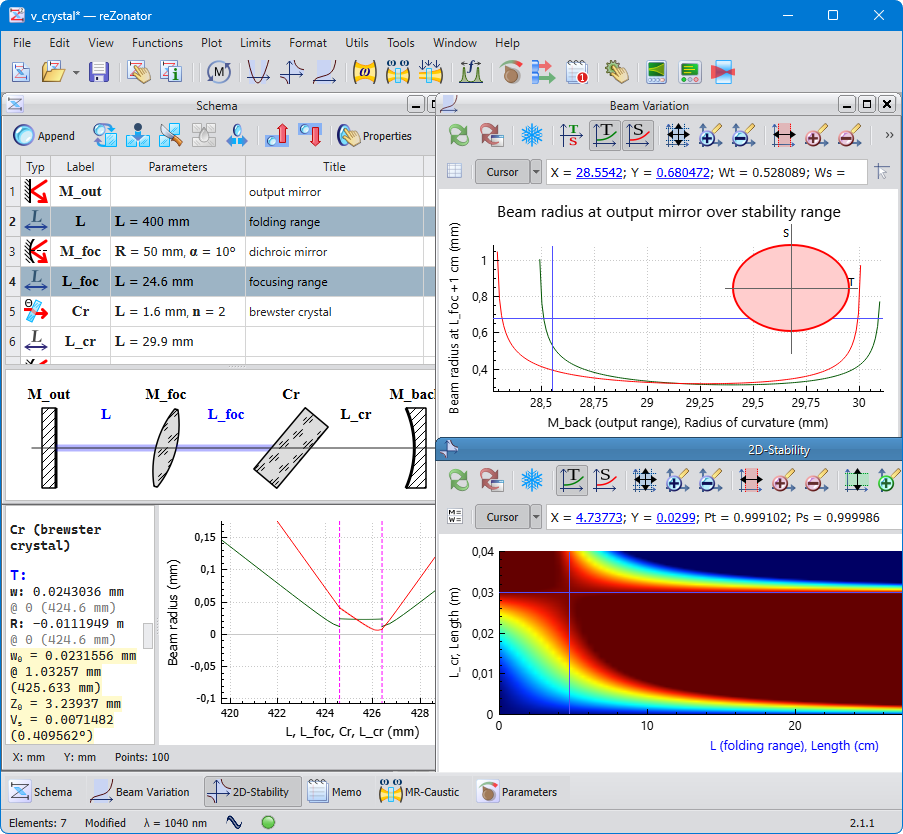 v_crystal* — reZonator
File Edit View Functions Plot Limits Format Utils Tools Window Help
Schema
Append Properties
Typ Label Parameters Title
1 M_out output mirror
2 L L L = 400 mm folding range
3 M_foc R = 50 mm, α = 10° dichroic mirror
4 L L_foc L = 24.6 mm focusing range
5 Cr L = 1.6 mm, n = 2 brewster crystal
6 L L_cr L = 29.9 mm
M_out M_foc Cr M_bac
L L_foc L_cr
Cr (brewster
crystal)
T:
w: 0.0243036 mm
@ 0 (424.6 mm)
R: -0.0111949 m
@ 0 (424.6 mm)
w₀ = 0.0231556 mm
@ 1.03257 mm
(425.633 mm)
Z₀ = 3.23937 mm
Vₛ = 0.0071482
(0.409562°)
Beam radius (mm)
0,15
0,1
0,05
0
-0,05
-0,1
420 422 424 426 428
L, L_foc, Cr, L_cr (mm)
X: mm Y: mm Points: 100
Beam Variation
T S T S
Cursor X = 28.5542; Y = 0.680472; Wt = 0.528089; Ws =
Beam radius at output mirror over stability range
S
T
Beam radius at L_foc + 1 cm (mm)
1
0,8
0,6
0,4
28,5 28,75 29 29,25 29,5 29,75 30
M_back (output range), Radius of curvature (mm)
2D-Stability
T S
M=
W=
Cursor X = 4.73773; Y = 0.0299; Pt = 0.999102; Ps = 0.999986
L_cr, Length (m)
0,04
0,03
0,02
0,01
0
0 10 20
L (folding range), Length (cm)
Schema Beam Variation 2D-Stability Memo MR-Caustic Parameters
Elements: 7 Modified λ = 1040 nm 2.1.1